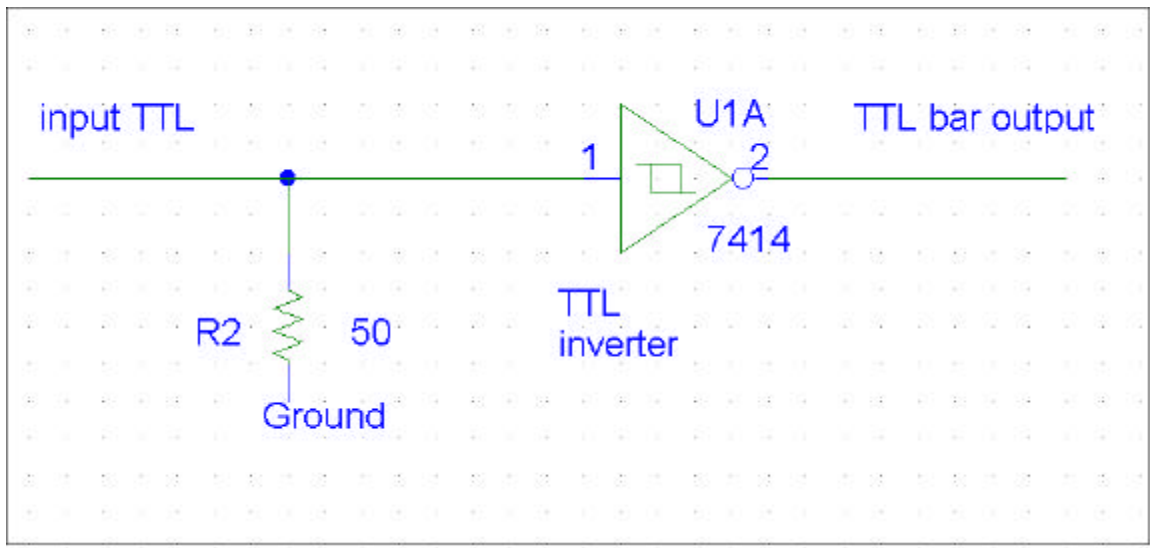 input TTL
U1A
TTL bar output
1
2
7414
TTL
inverter
R2
50
Ground